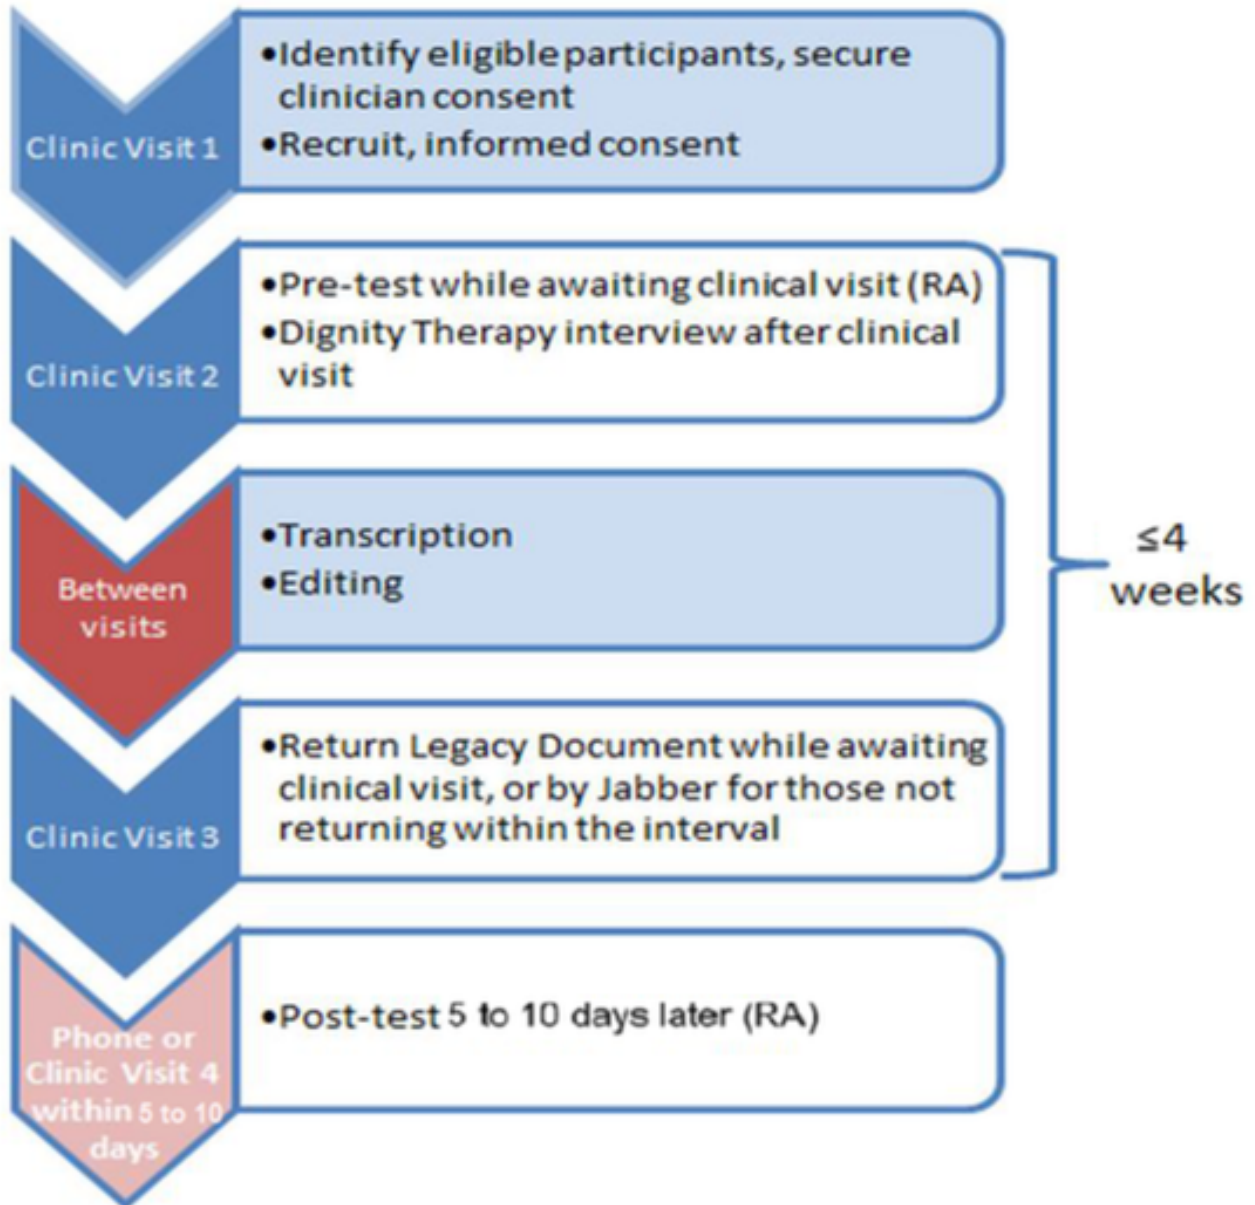 Clinic Visit 1
•Identify eligible participants, secure
clinician consent
•Recruit, informed consent
Clinic Visit 2
•Pre-test while awaiting clinical visit (RA)
•Dignity Therapy interview after clinical
visit
Between
visits
•Transcription
•Editing
≤4
weeks
Clinic Visit 3
•Return Legacy Document while awaiting
clinical visit, or by Jabber for those not
returning within the interval
Phone or
Clinic Visit 4
within 5 to 10
days
•Post-test 5 to 10 days later (RA)